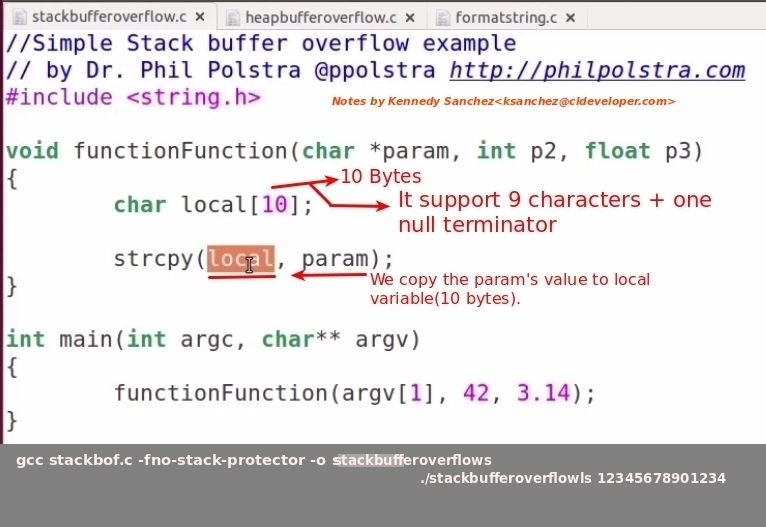 stackbufferoverflow.c × heapbufferoverflow.c × formatstring.c ×
//Simple Stack buffer overflow example
// by Dr. Phil Polstra @ppolstra http://philpolstra.com
#include <string.h>
Notes by Kennedy Sanchez<ksanchez@cldeveloper.com>
void functionFunction(char *param, int p2, float p3)
{
10 Bytes
char local[10];
It support 9 characters + one
null terminator
strcpy(local, param);
We copy the param's value to local
variable(10 bytes).
}
int main(int argc, char** argv)
{
functionFunction(argv[1], 42, 3.14);
}
gcc stackbof.c -fno-stack-protector -o stackbufferoverflows
./stackbufferoverflowls 12345678901234